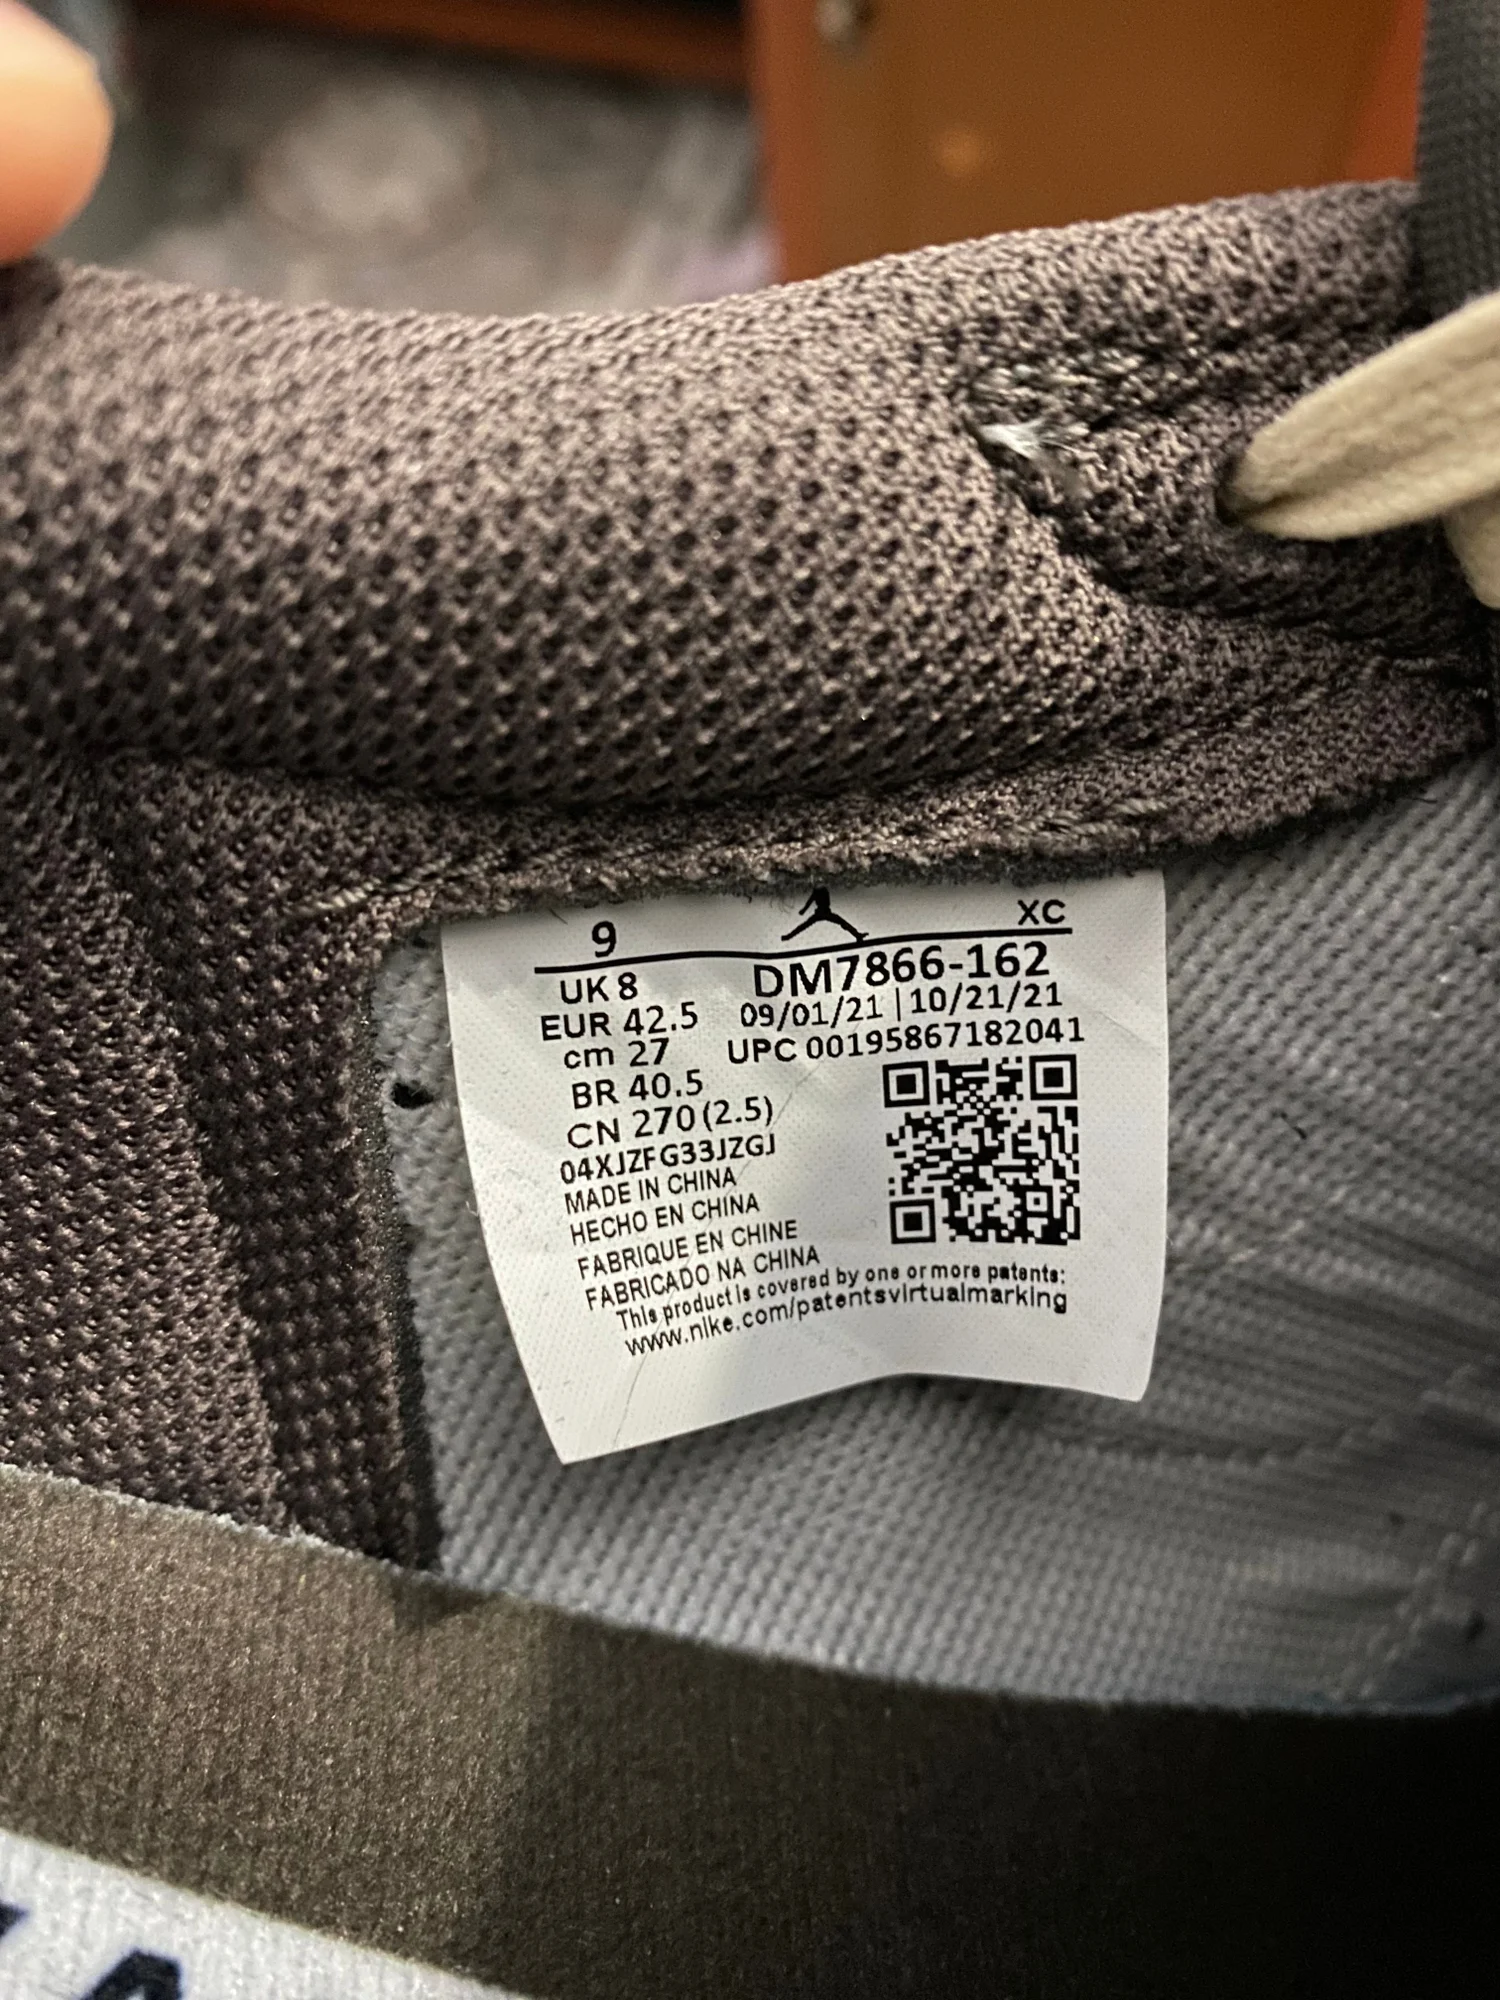 9 XC
UK 8 DM7866-162
EUR 42.5 09/01/21 | 10/21/21
cm 27 UPC 00195867182041
BR 40.5
CN 270 (2.5)
04XJZFG33JZGJ
MADE IN CHINA
HECHO EN CHINA
FABRIQUE EN CHINE
FABRICADO NA CHINA
This product is covered by one or more patents:
www.nike.com/patentsvirtualmarking